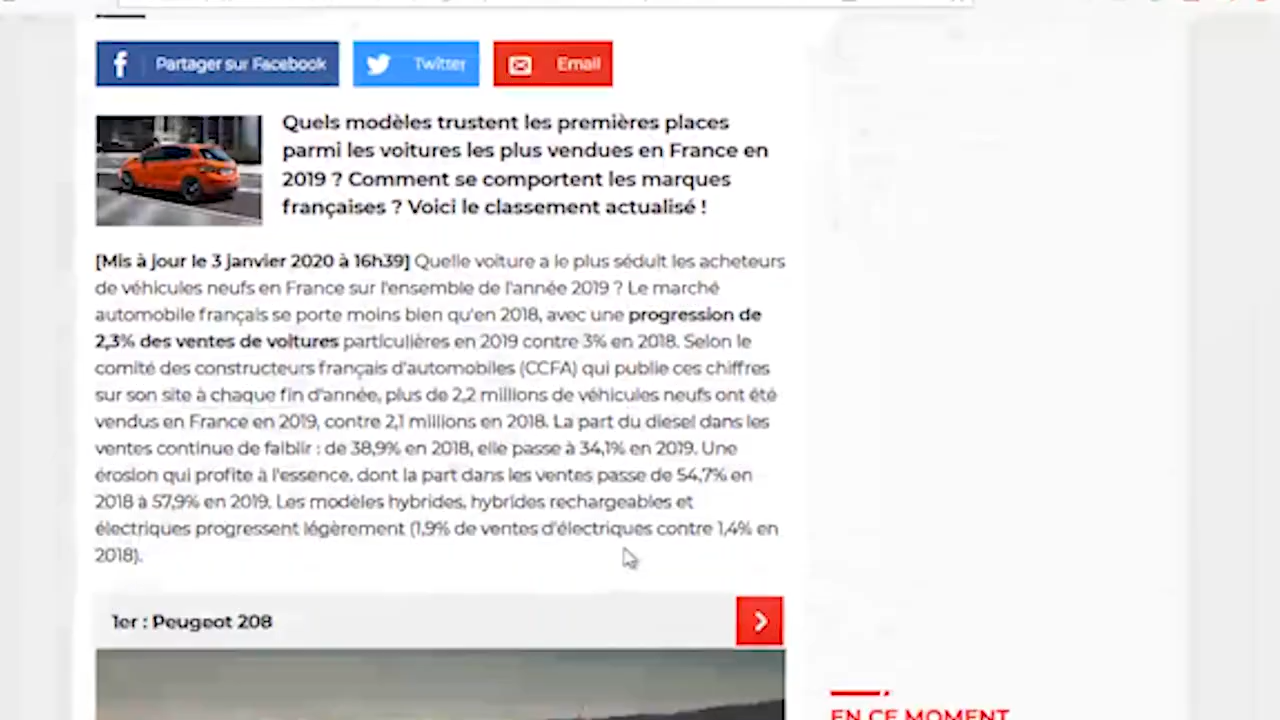 Partager sur Facebook
Twitter
Email
Quels modèles trustent les premières places
parmi les voitures les plus vendues en France en
2019 ? Comment se comportent les marques
françaises ? Voici le classement actualisé !
[Mis à jour le 3 janvier 2020 à 16h39] Quelle voiture a le plus séduit les acheteurs
de véhicules neufs en France sur l'ensemble de l'année 2019 ? Le marché
automobile français se porte moins bien qu'en 2018, avec une progression de
2,3% des ventes de voitures particulières en 2019 contre 3% en 2018. Selon le
comité des constructeurs français d'automobiles (CCFA) qui publie ces chiffres
sur son site à chaque fin d'année, plus de 2,2 millions de véhicules neufs ont été
vendus en France en 2019, contre 2,1 millions en 2018. La part du diesel dans les
ventes continue de faiblir : de 38,9% en 2018, elle passe à 34,1% en 2019. Une
érosion qui profite à l'essence, dont la part dans les ventes passe de 54,7% en
2018 à 57,9% en 2019. Les modèles hybrides, hybrides rechargeables et
électriques progressent légèrement (1,9% de ventes d'électriques contre 1,4% en
2018).
1er : Peugeot 208
EN CE MOMENT